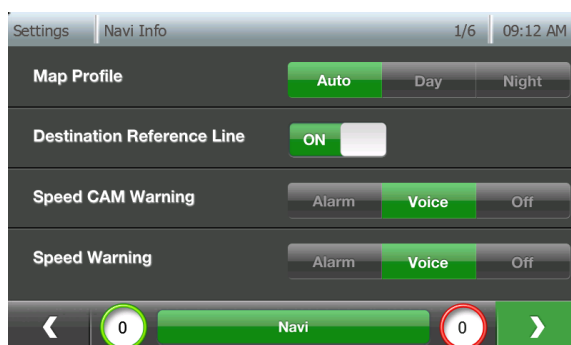 Settings Navi Info 1/6 09:12 AM
Map Profile Auto Day Night
Destination Reference Line ON
Speed CAM Warning Alarm Voice Off
Speed Warning Alarm Voice Off
0 Navi 0